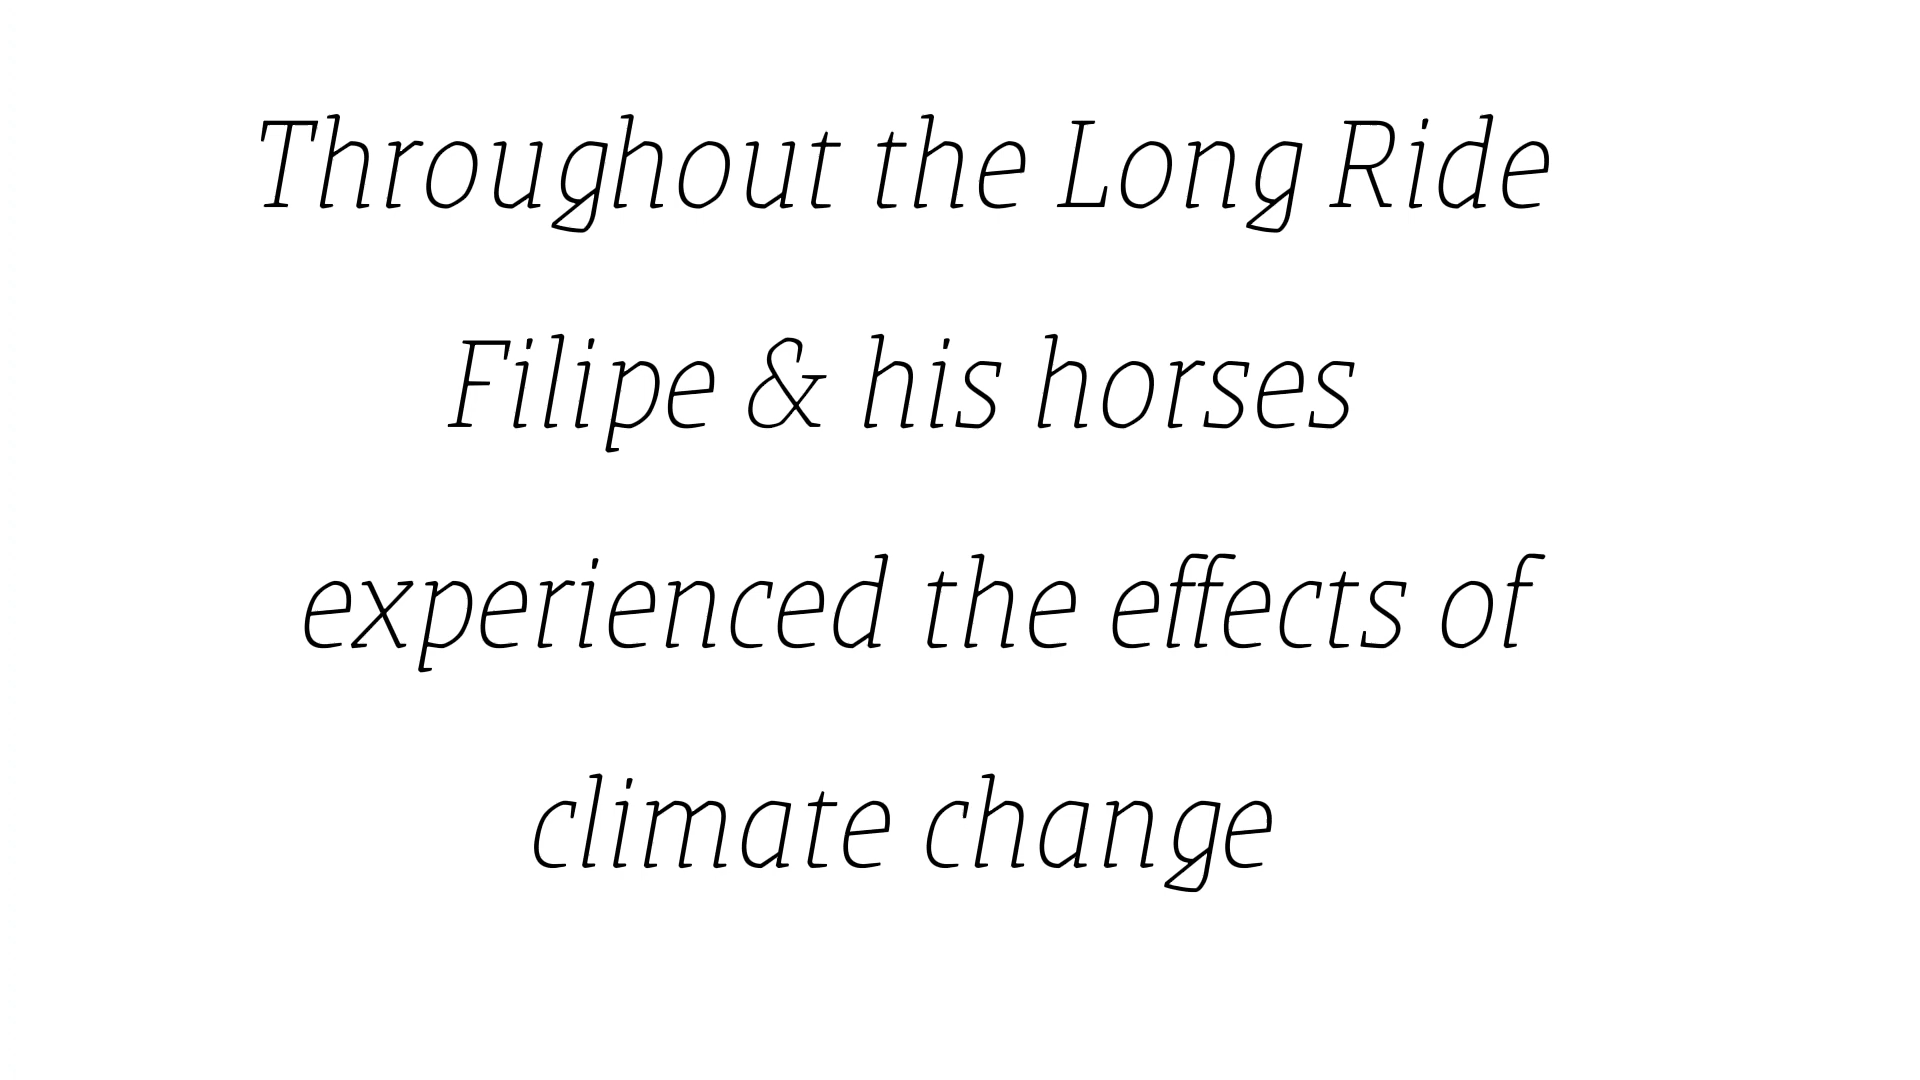 Throughout the Long Ride
Filipe & his horses
experienced the effects of
climate change